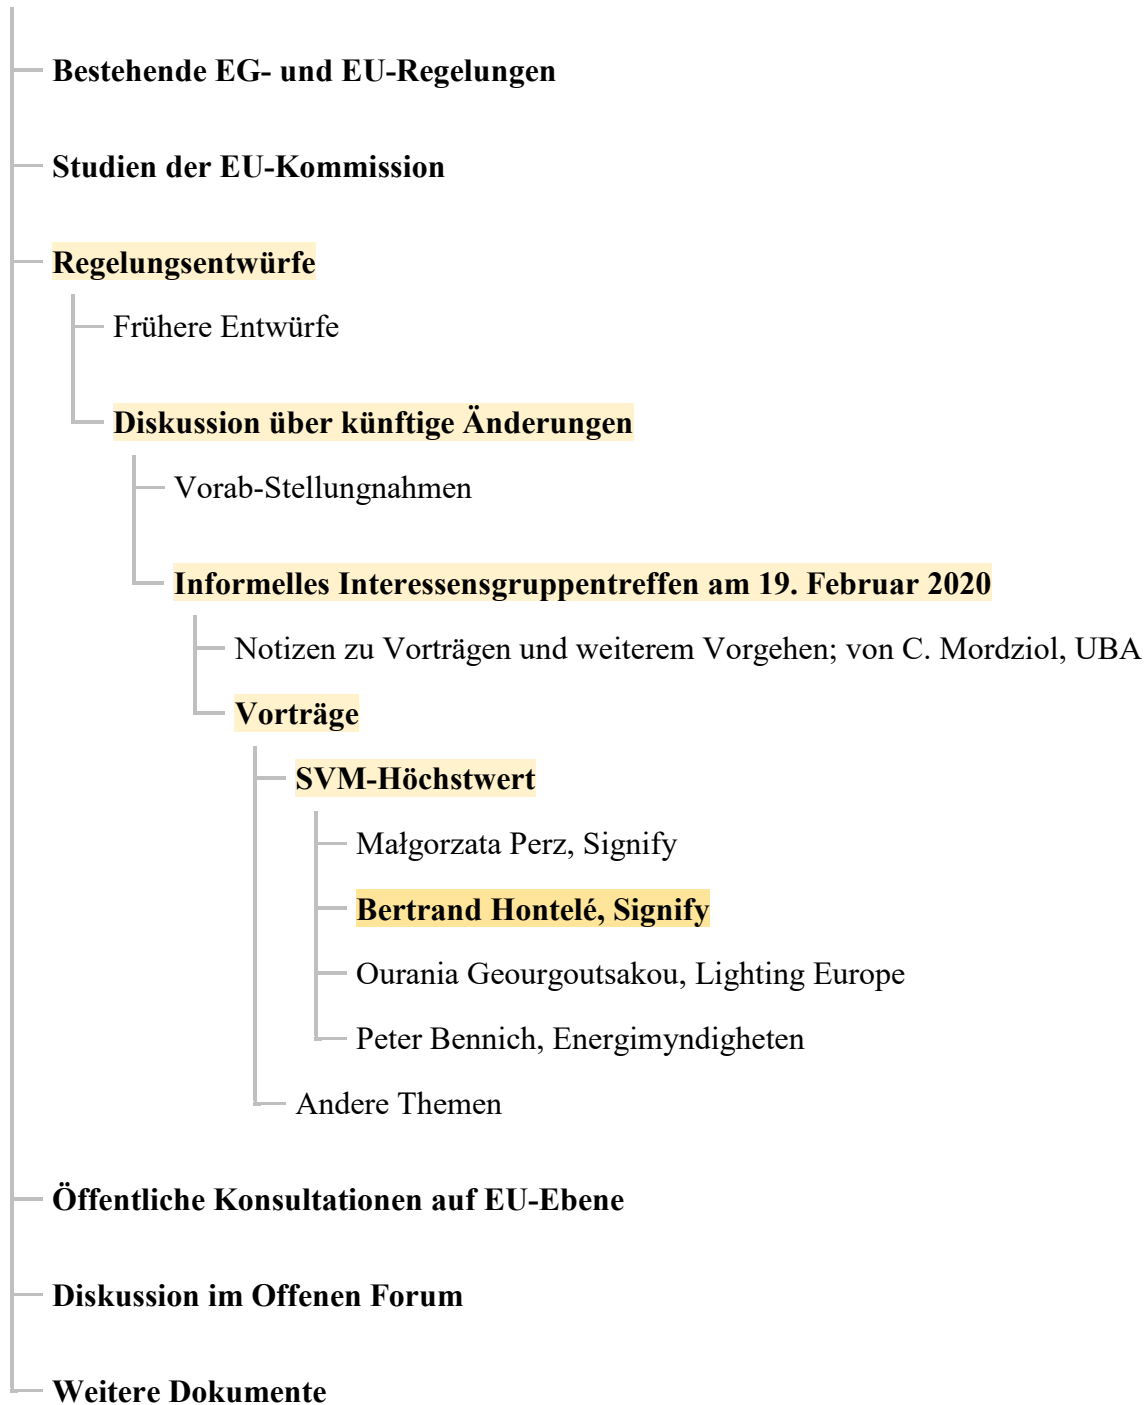 Bestehende EG- und EU-Regelungen
Studien der EU-Kommission
Regelungsentwürfe
Frühere Entwürfe
Diskussion über künftige Änderungen
Vorab-Stellungnahmen
Informelles Interessensgruppentreffen am 19. Februar 2020
Notizen zu Vorträgen und weiterem Vorgehen; von C. Mordziol, UBA
Vorträge
SVM-Höchstwert
Małgorzata Perz, Signify
Bertrand Hontelé, Signify
Ourania Geourgoutsakou, Lighting Europe
Peter Bennich, Energimyndigheten
Andere Themen
Öffentliche Konsultationen auf EU-Ebene
Diskussion im Offenen Forum
Weitere Dokumente